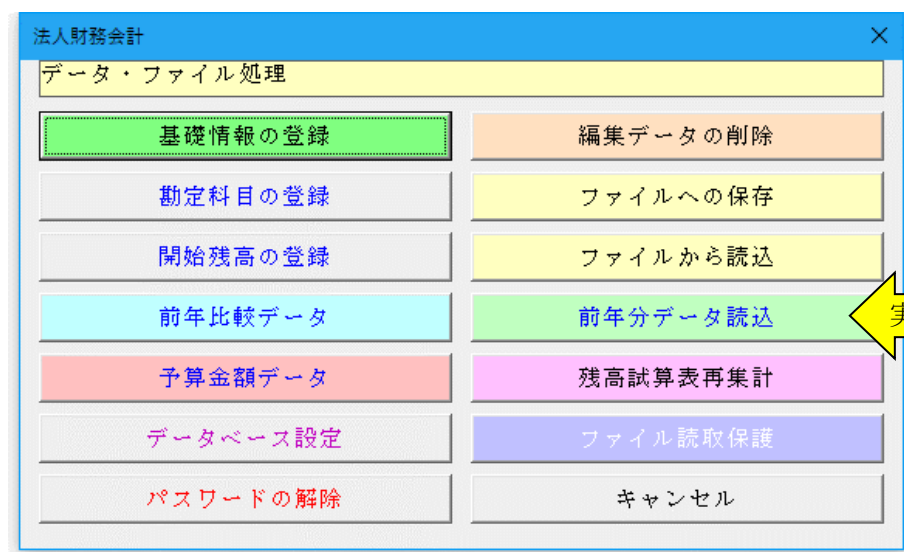 法人財務会計
データ・ファイル処理
基礎情報の登録
編集データの削除
勘定科目の登録
ファイルへの保存
開始残高の登録
ファイルから読込
前年比較データ
前年分データ読込
実
予算金額データ
残高試算表再集計
データベース設定
ファイル読取保護
パスワードの解除
キャンセル